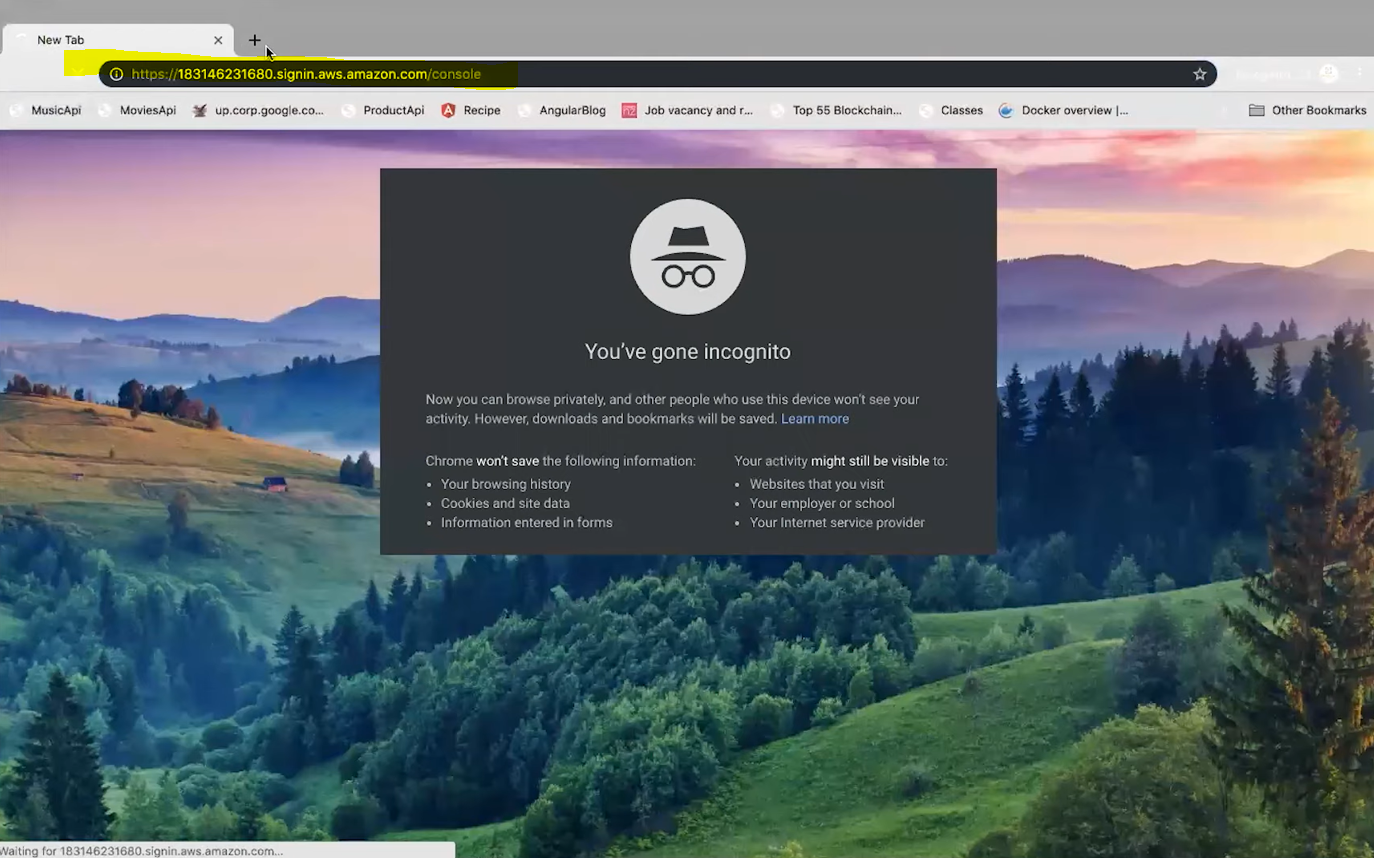 New Tab
https://183146231680.signin.aws.amazon.com/console
MusicApi MoviesApi up.corp.google.co... ProductApi Recipe AngularBlog Job vacancy and r... Top 55 Blockchain... Classes Docker overview |... Other Bookmarks
You've gone incognito
Now you can browse privately, and other people who use this device won't see your
activity. However, downloads and bookmarks will be saved. Learn more
Chrome won't save the following information:
• Your browsing history
• Cookies and site data
• Information entered in forms
Your activity might still be visible to:
• Websites that you visit
• Your employer or school
• Your Internet service provider
Waiting for 183146231680.signin.aws.amazon.com...